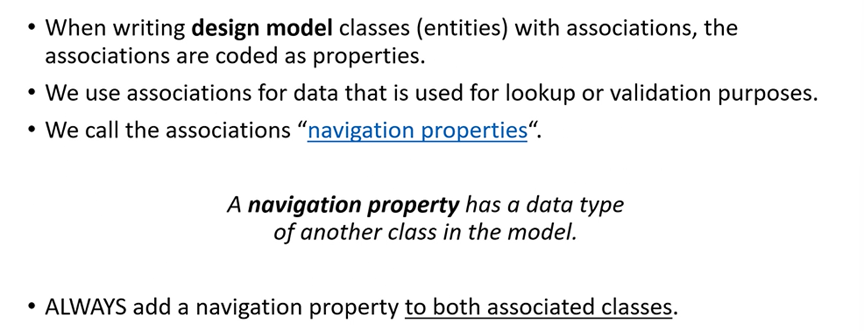 • When writing design model classes (entities) with associations, the
associations are coded as properties.
• We use associations for data that is used for lookup or validation purposes.
• We call the associations “navigation properties“.
A navigation property has a data type
of another class in the model.
• ALWAYS add a navigation property to both associated classes.